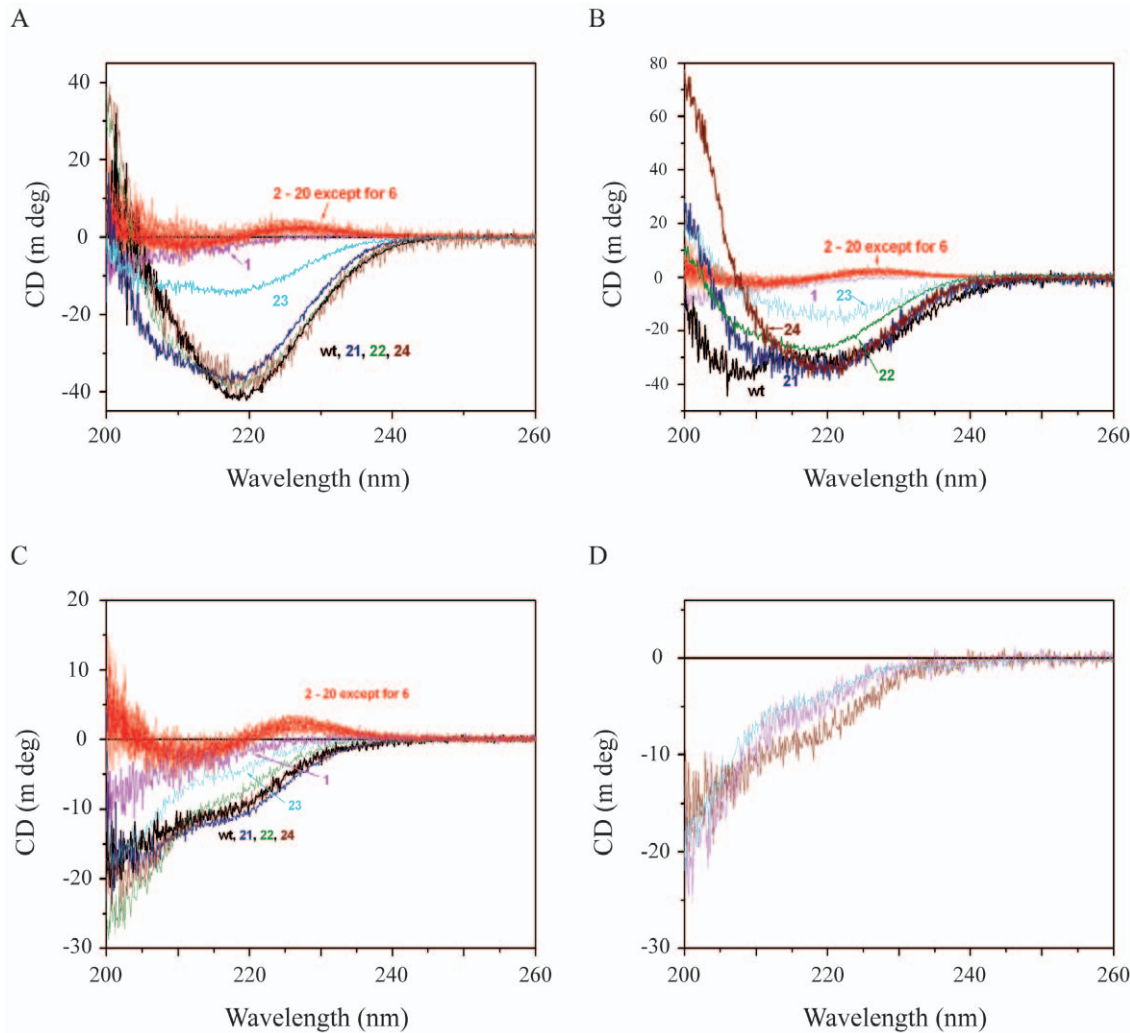 A
40
20
0
-20
-40
2 - 20 except for 6
1
23
wt, 21, 22, 24
CD (m deg)
200
220
240
260
Wavelength (nm)
B
80
60
40
20
0
-20
-40
2 - 20 except for 6
1
23
24
21
22
wt
CD (m deg)
200
220
240
260
Wavelength (nm)
C
20
10
0
-10
-20
-30
2 - 20 except for 6
1
23
wt, 21, 22, 24
CD (m deg)
200
220
240
260
Wavelength (nm)
D
0
-10
-20
-30
CD (m deg)
200
220
240
260
Wavelength (nm)